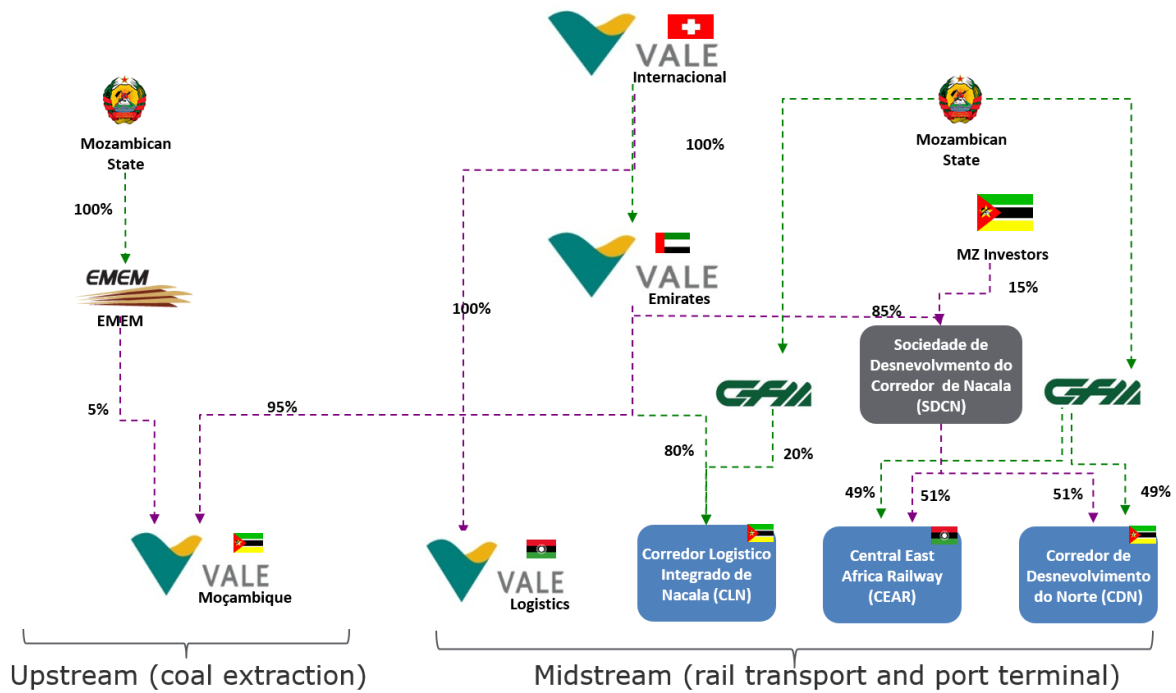 VALE
Internacional
Mozambican
State
Mozambican
State
100%
100%
MZ Investors
EMEM
EMEM
VALE
Emirates
15%
100%
85%
Sociedade de
Desnevolvmento do
Corredor de Nacala
(SDCN)
CFM
CFM
5%
95%
80%
20%
49%
51%
51%
49%
VALE
Moçambique
VALE
Logistics
Corredor Logistico
Integrado de
Nacala (CLN)
Central East
Africa Railway
(CEAR)
Corredor de
Desnevolvimento
do Norte (CDN)
Upstream (coal extraction)
Midstream (rail transport and port terminal)